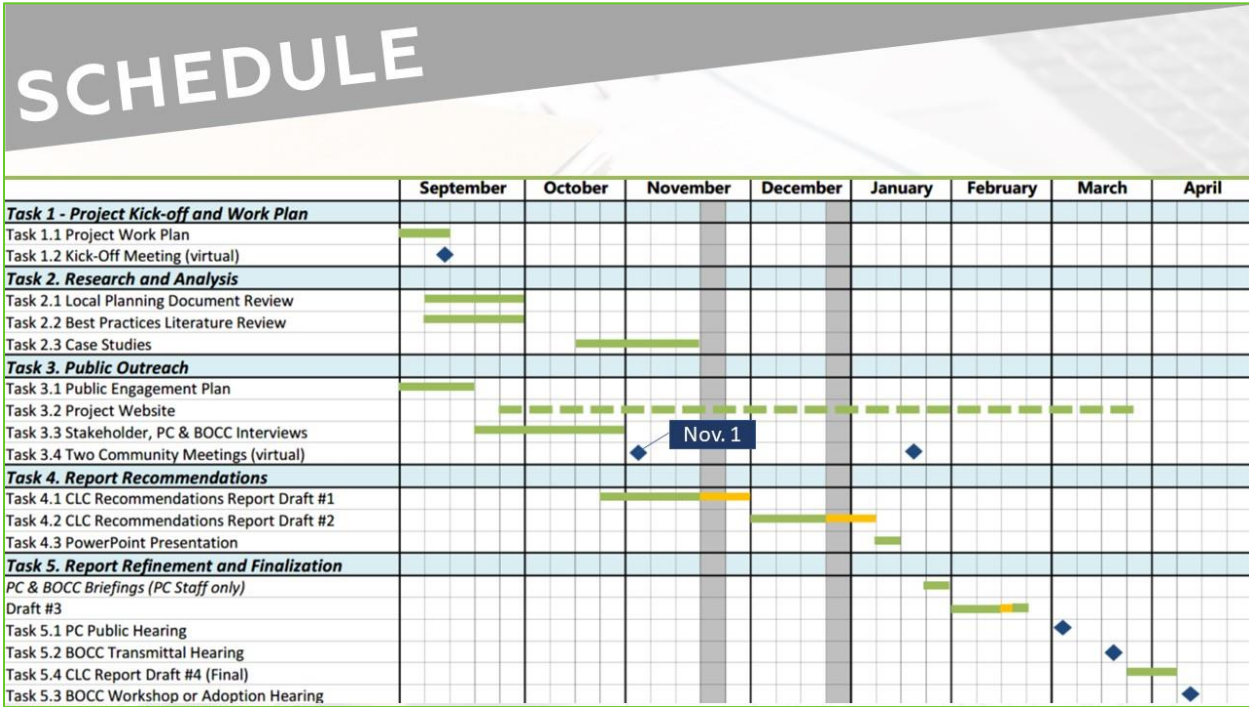 SCHEDULE
September October November December January February March April
Task 1 - Project Kick-off and Work Plan
Task 1.1 Project Work Plan
Task 1.2 Kick-Off Meeting (virtual)
Task 2. Research and Analysis
Task 2.1 Local Planning Document Review
Task 2.2 Best Practices Literature Review
Task 2.3 Case Studies
Task 3. Public Outreach
Task 3.1 Public Engagement Plan
Task 3.2 Project Website
Task 3.3 Stakeholder, PC & BOCC Interviews
Nov. 1
Task 3.4 Two Community Meetings (virtual)
Task 4. Report Recommendations
Task 4.1 CLC Recommendations Report Draft #1
Task 4.2 CLC Recommendations Report Draft #2
Task 4.3 PowerPoint Presentation
Task 5. Report Refinement and Finalization
PC & BOCC Briefings (PC Staff only)
Draft #3
Task 5.1 PC Public Hearing
Task 5.2 BOCC Transmittal Hearing
Task 5.4 CLC Report Draft #4 (Final)
Task 5.3 BOCC Workshop or Adoption Hearing